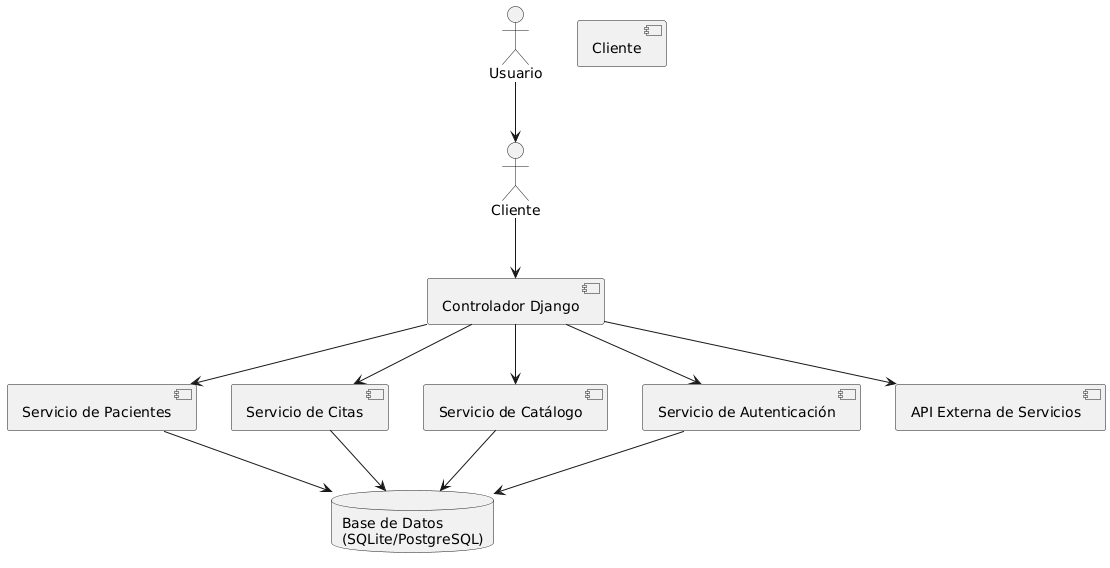 Usuario
Cliente
Cliente
Controlador Django
Servicio de Pacientes
Servicio de Citas
Servicio de Catálogo
Servicio de Autenticación
API Externa de Servicios
Base de Datos
(SQLite/PostgreSQL)